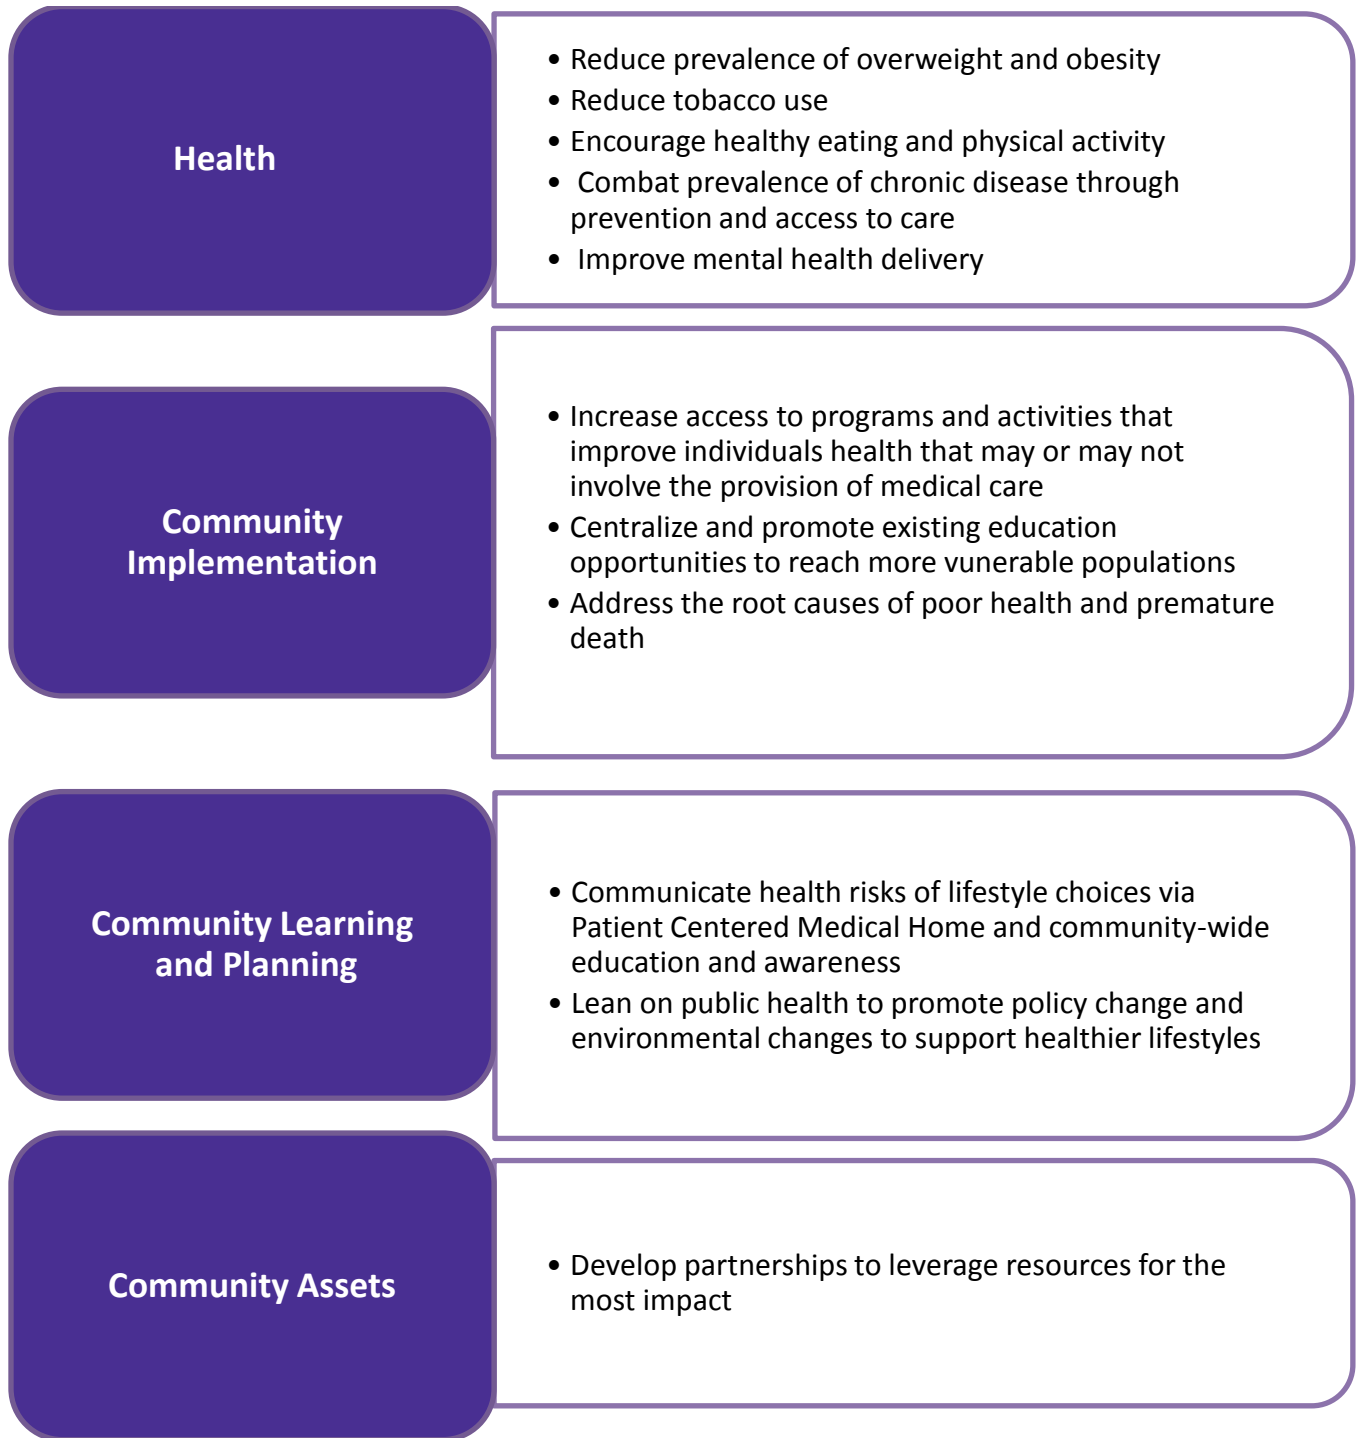 Health
• Reduce prevalence of overweight and obesity
• Reduce tobacco use
• Encourage healthy eating and physical activity
• Combat prevalence of chronic disease through
prevention and access to care
• Improve mental health delivery
Community
Implementation
• Increase access to programs and activities that
improve individuals health that may or may not
involve the provision of medical care
• Centralize and promote existing education
opportunities to reach more vunerable populations
• Address the root causes of poor health and premature
death
Community Learning
and Planning
• Communicate health risks of lifestyle choices via
Patient Centered Medical Home and community-wide
education and awareness
• Lean on public health to promote policy change and
environmental changes to support healthier lifestyles
Community Assets
• Develop partnerships to leverage resources for the
most impact